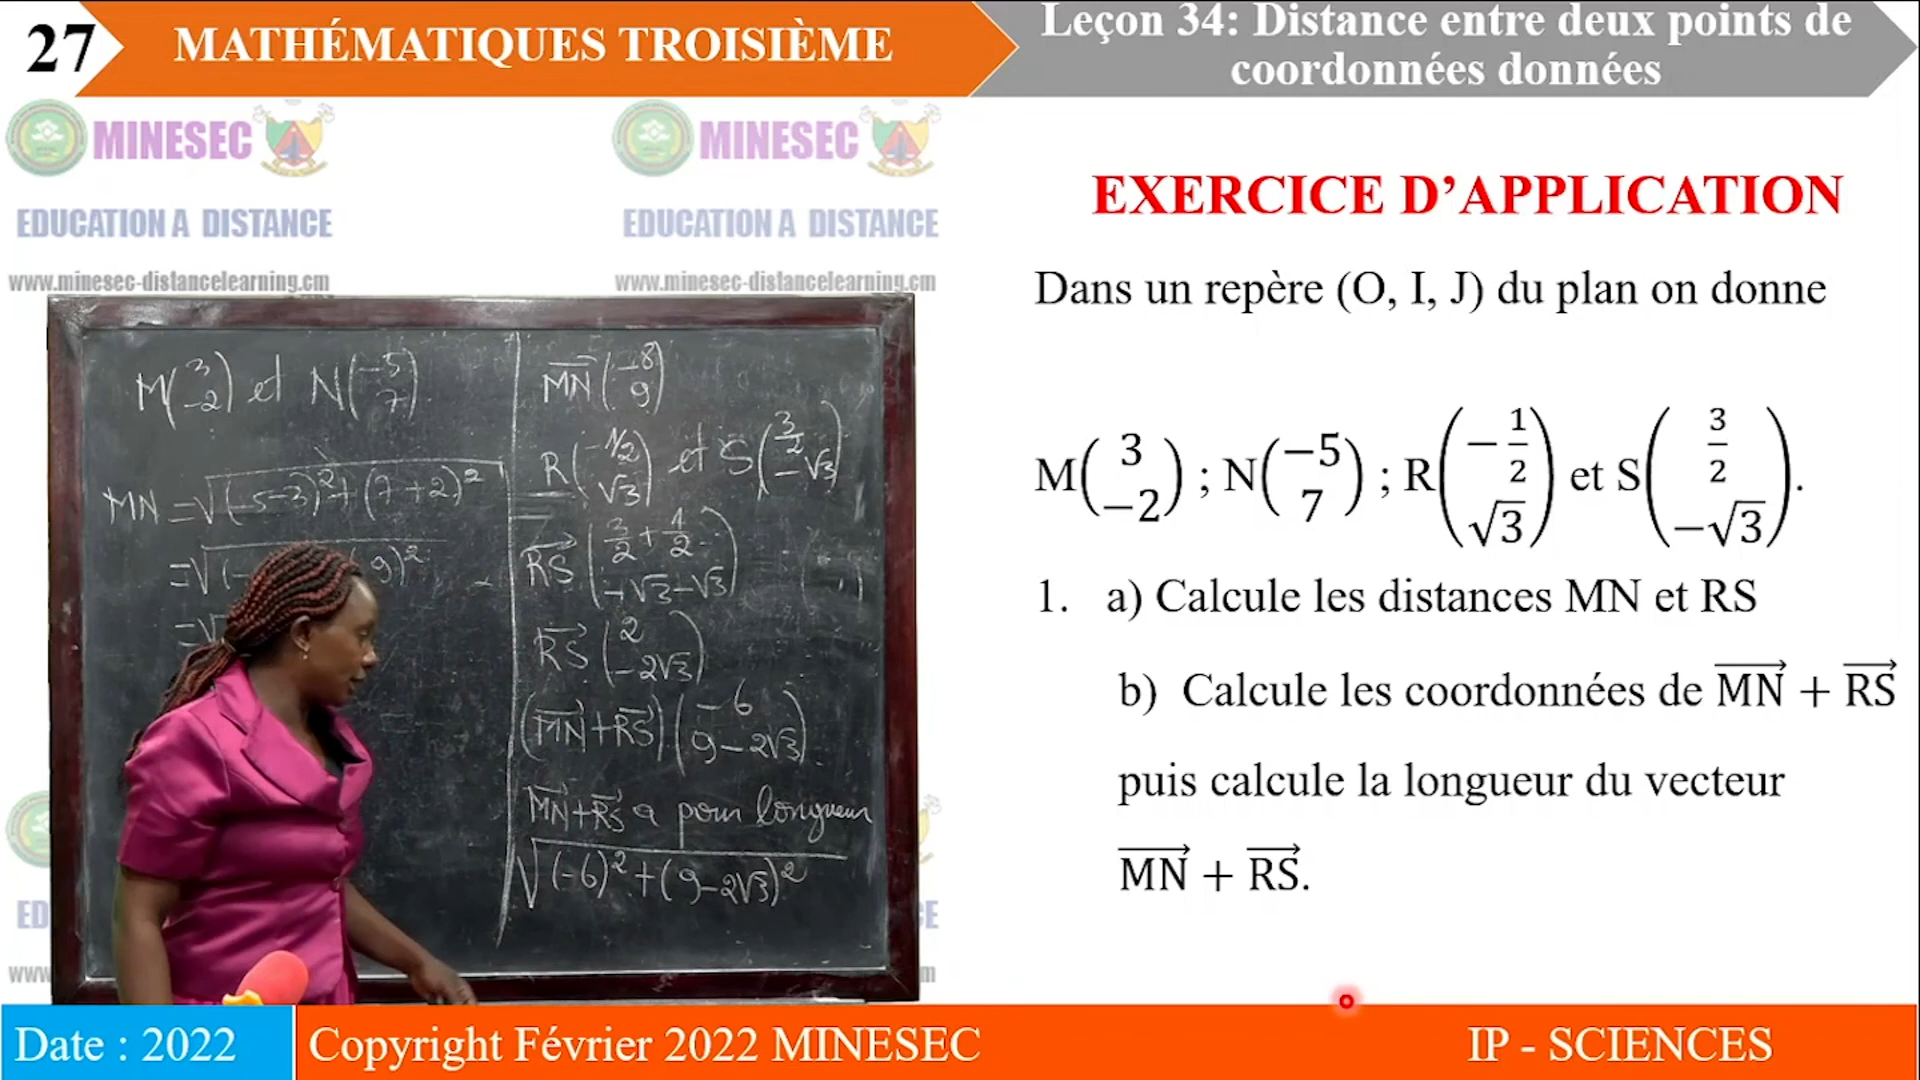 27
MATHÉMATIQUES TROISIÈME
Leçon 34: Distance entre deux points de
coordonnées données
MINESEC
EDUCATION A DISTANCE
www.minesec-distancelearning.cm
MINESEC
EDUCATION A DISTANCE
www.minesec-distancelearning.cm
M(3 -2) et N(-5 7)
MN = √(-5-3)² + (7+2)²
=√(- 9)²
=√
MN→(-8 9)
R(-1/2 √3) et S(3/2 -√3)
RS→(3/2 + 1/2 -√3-√3)
RS→(2 -2√3)
(MN→+RS→)(-6 9-2√3)
MN→+RS→ a pour longueur
√(-6)²+(9-2√3)²
EXERCICE D’APPLICATION
Dans un repère (O, I, J) du plan on donne
M(3 -2) ; N(-5 7) ; R(-1/2 √3) et S(3/2 -√3).
1. a) Calcule les distances MN et RS
b) Calcule les coordonnées de MN→ + RS→
puis calcule la longueur du vecteur
MN→ + RS→.
Date : 2022
Copyright Février 2022 MINESEC
IP - SCIENCES